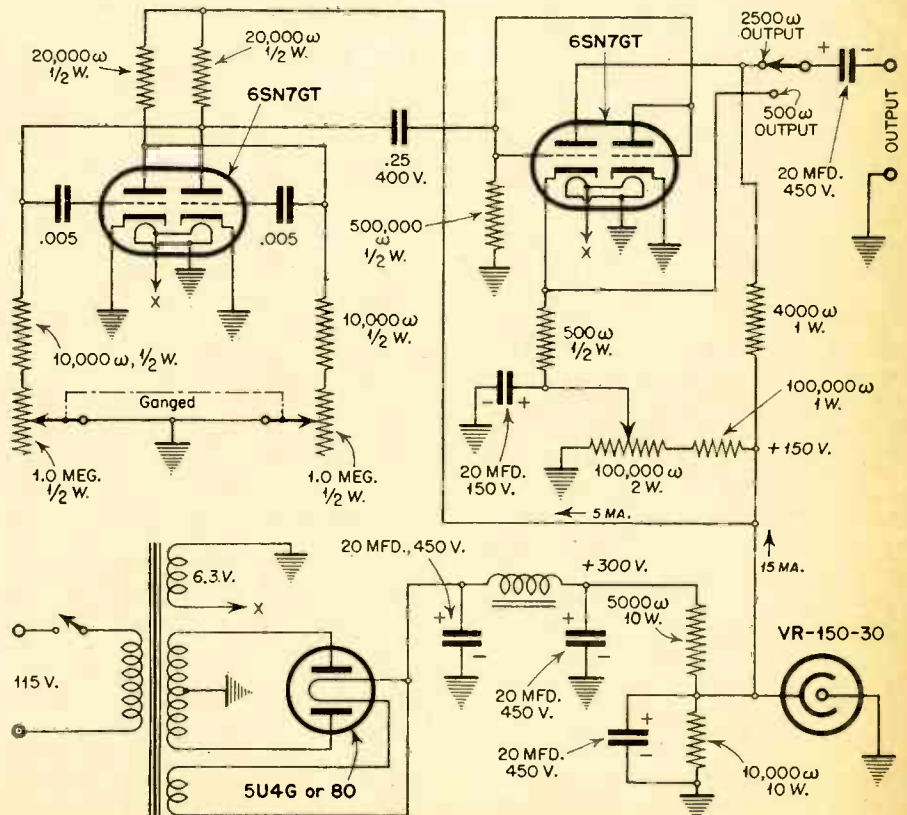 20,000 ω
1/2 W.
20,000 ω
1/2 W.
6SN7GT
.005
.005
10,000 ω, 1/2 W.
10,000 ω
1/2 W.
Ganged
1.0 MEG.
1/2 W.
1.0 MEG.
1/2 W.
X
.25
400 V.
6SN7GT
500,000
ω
1/2 W.
X
2500 ω
OUTPUT
+ -
500 ω
OUTPUT
20 MFD.
450 V.
OUTPUT
500 ω
1/2 W.
4000 ω
1 W.
- +
20 MFD.
150 V.
100,000 ω
2 W.
100,000 ω
1 W.
+150 V.
5 MA.
15 MA.
115 V.
6.3 V.
X
5U4G or 80
20 MFD., 450 V.
+
-
+300 V.
+
-
20 MFD.
450 V.
5000 ω
10 W.
+
-
20 MFD.
450 V.
10,000 ω
10 W.
VR-150-30